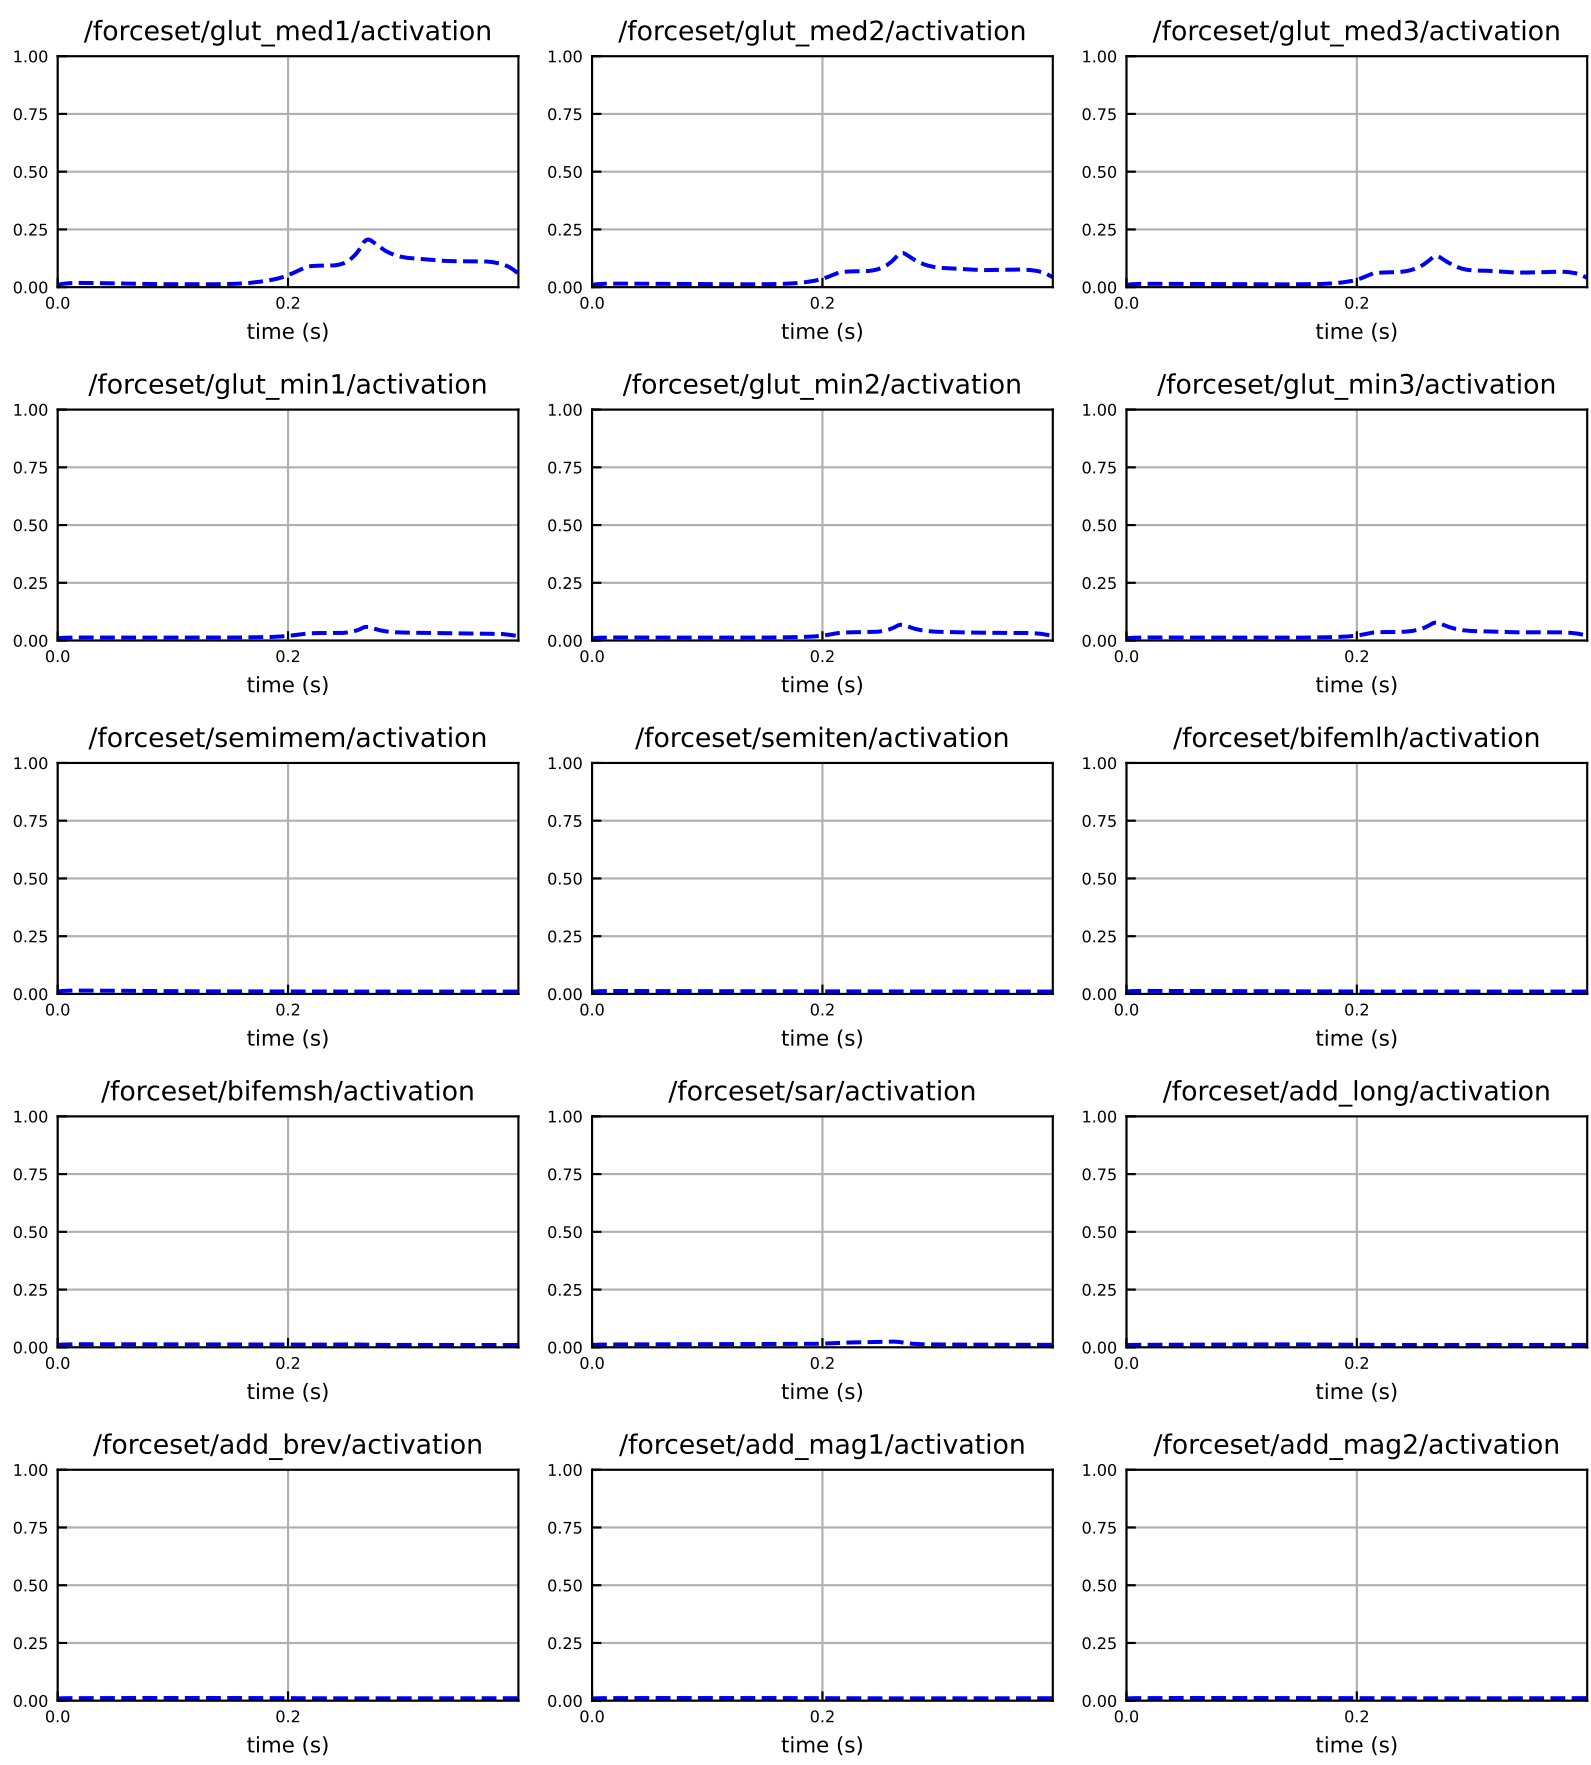 /forceset/glut_med1/activation /forceset/glut_med2/activation /forceset/glut_med3/activation
1.00 1.00 1.00
0.75 0.75 0.75
0.50 0.50 0.50
0.25 0.25 0.25
0.00 0.00 0.00
0.0 0.2 0.0 0.2 0.0 0.2
time (s) time (s) time (s)
/forceset/glut_min1/activation /forceset/glut_min2/activation /forceset/glut_min3/activation
1.00 1.00 1.00
0.75 0.75 0.75
0.50 0.50 0.50
0.25 0.25 0.25
0.00 0.00 0.00
0.0 0.2 0.0 0.2 0.0 0.2
time (s) time (s) time (s)
/forceset/semimem/activation /forceset/semiten/activation /forceset/bifemlh/activation
1.00 1.00 1.00
0.75 0.75 0.75
0.50 0.50 0.50
0.25 0.25 0.25
0.00 0.00 0.00
0.0 0.2 0.0 0.2 0.0 0.2
time (s) time (s) time (s)
/forceset/bifemsh/activation /forceset/sar/activation /forceset/add_long/activation
1.00 1.00 1.00
0.75 0.75 0.75
0.50 0.50 0.50
0.25 0.25 0.25
0.00 0.00 0.00
0.0 0.2 0.0 0.2 0.0 0.2
time (s) time (s) time (s)
/forceset/add_brev/activation /forceset/add_mag1/activation /forceset/add_mag2/activation
1.00 1.00 1.00
0.75 0.75 0.75
0.50 0.50 0.50
0.25 0.25 0.25
0.00 0.00 0.00
0.0 0.2 0.0 0.2 0.0 0.2
time (s) time (s) time (s)